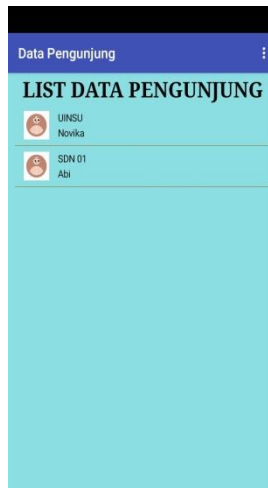 Data Pengunjung
LIST DATA PENGUNJUNG
UINSU
Novika
SDN 01
Abi